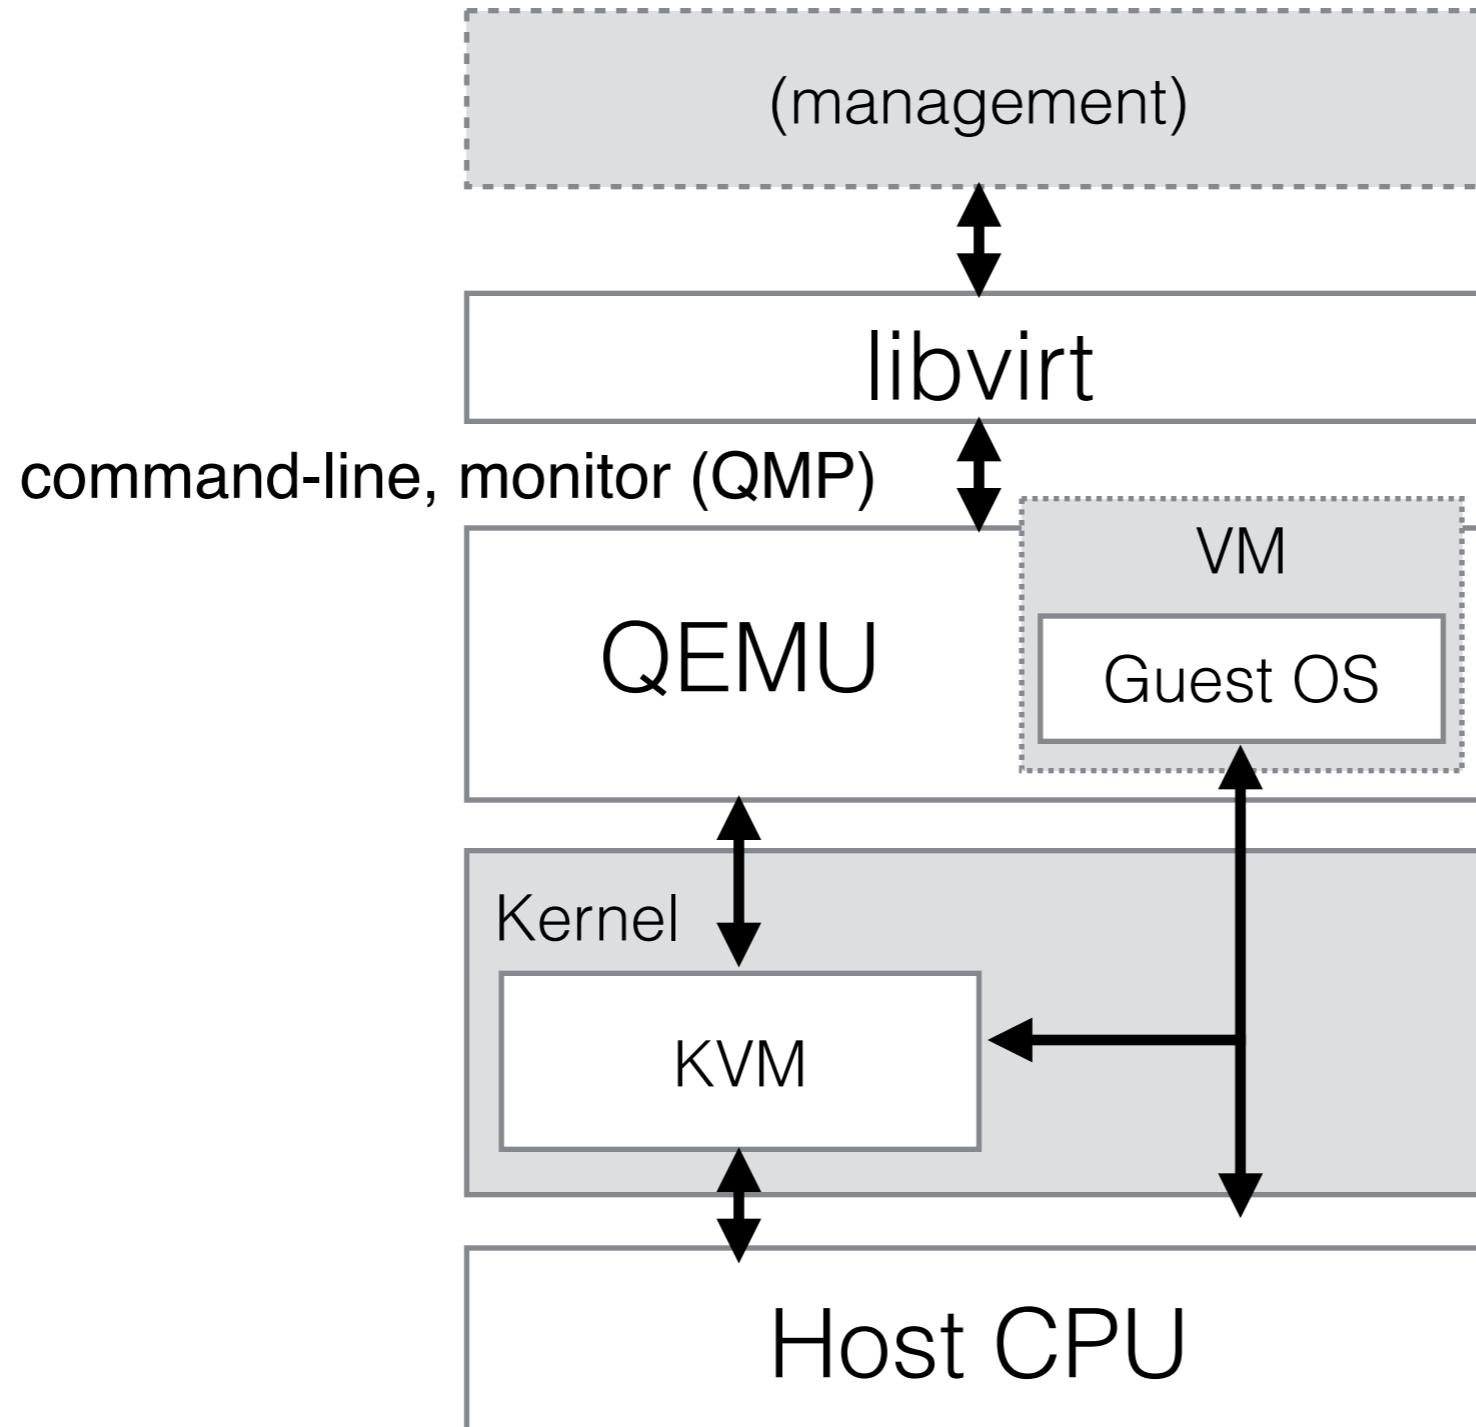 (management)
libvirt
command-line, monitor (QMP)
VM
QEMU
Guest OS
Kernel
KVM
Host CPU